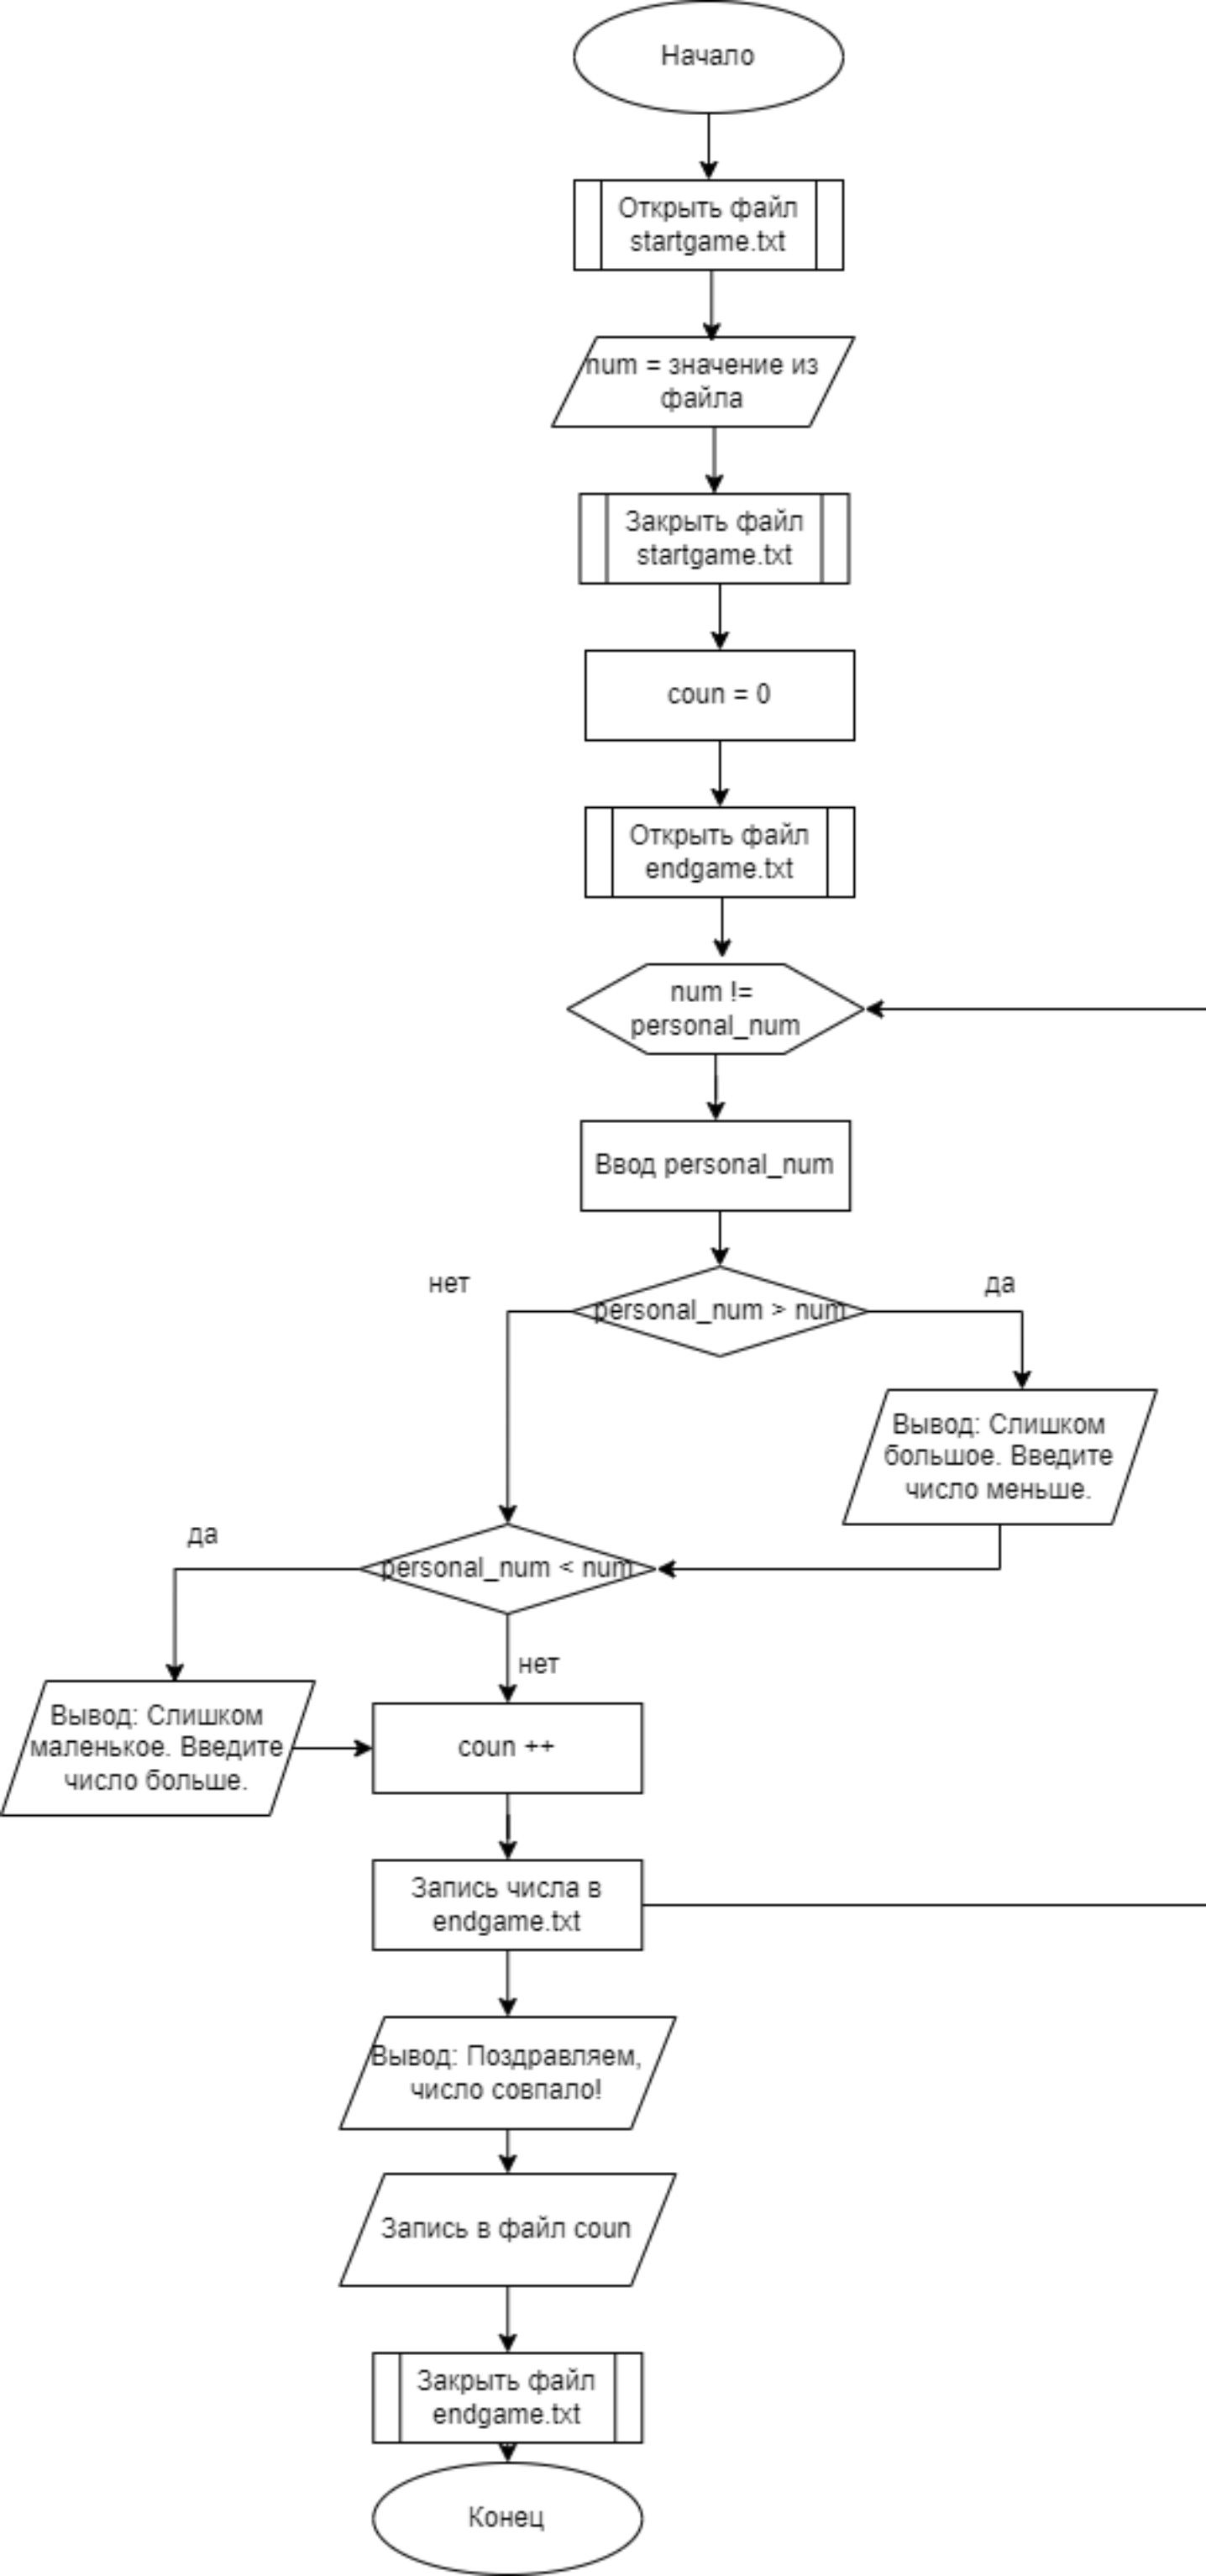 Начало
Открыть файл
startgame.txt
num = значение из
файла
Закрыть файл
startgame.txt
coun = 0
Открыть файл
endgame.txt
num !=
personal_num
Ввод personal_num
нет
да
personal_num > num
Вывод: Слишком
большое. Введите
число меньше.
да
personal_num < num
нет
Вывод: Слишком
маленькое. Введите
число больше.
coun ++
Запись числа в
endgame.txt
Вывод: Поздравляем,
число совпало!
Запись в файл coun
Закрыть файл
endgame.txt
Конец